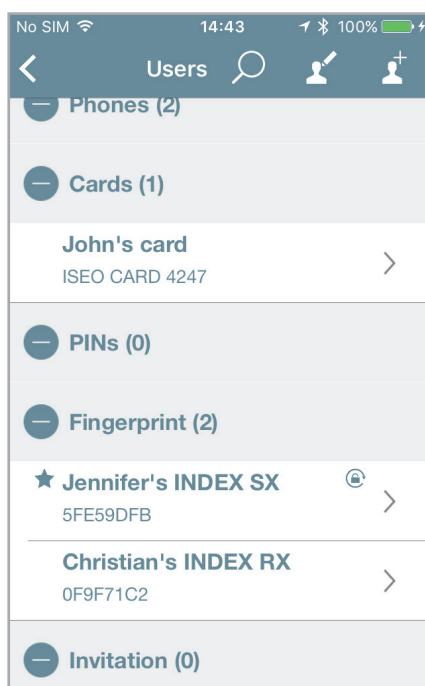 No SIM 14:43 100%
Users
Phones (2)
Cards (1)
John's card
ISEO CARD 4247
PINs (0)
Fingerprint (2)
Jennifer's INDEX SX
5FE59DFB
Christian's INDEX RX
0F9F71C2
Invitation (0)